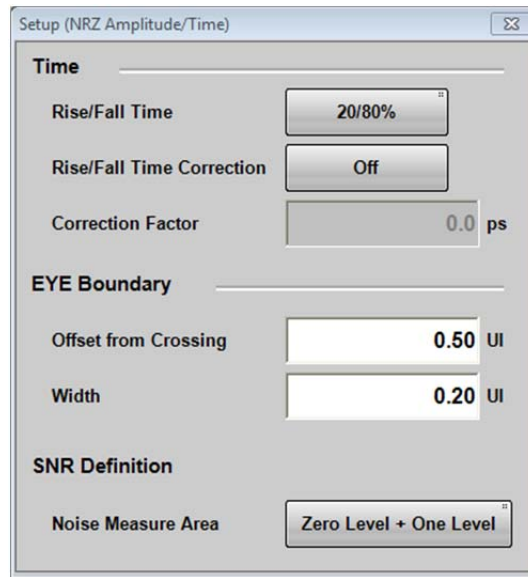 Setup (NRZ Amplitude/Time)
Time
Rise/Fall Time 20/80%
Rise/Fall Time Correction Off
Correction Factor 0.0 ps
EYE Boundary
Offset from Crossing 0.50 UI
Width 0.20 UI
SNR Definition
Noise Measure Area Zero Level + One Level